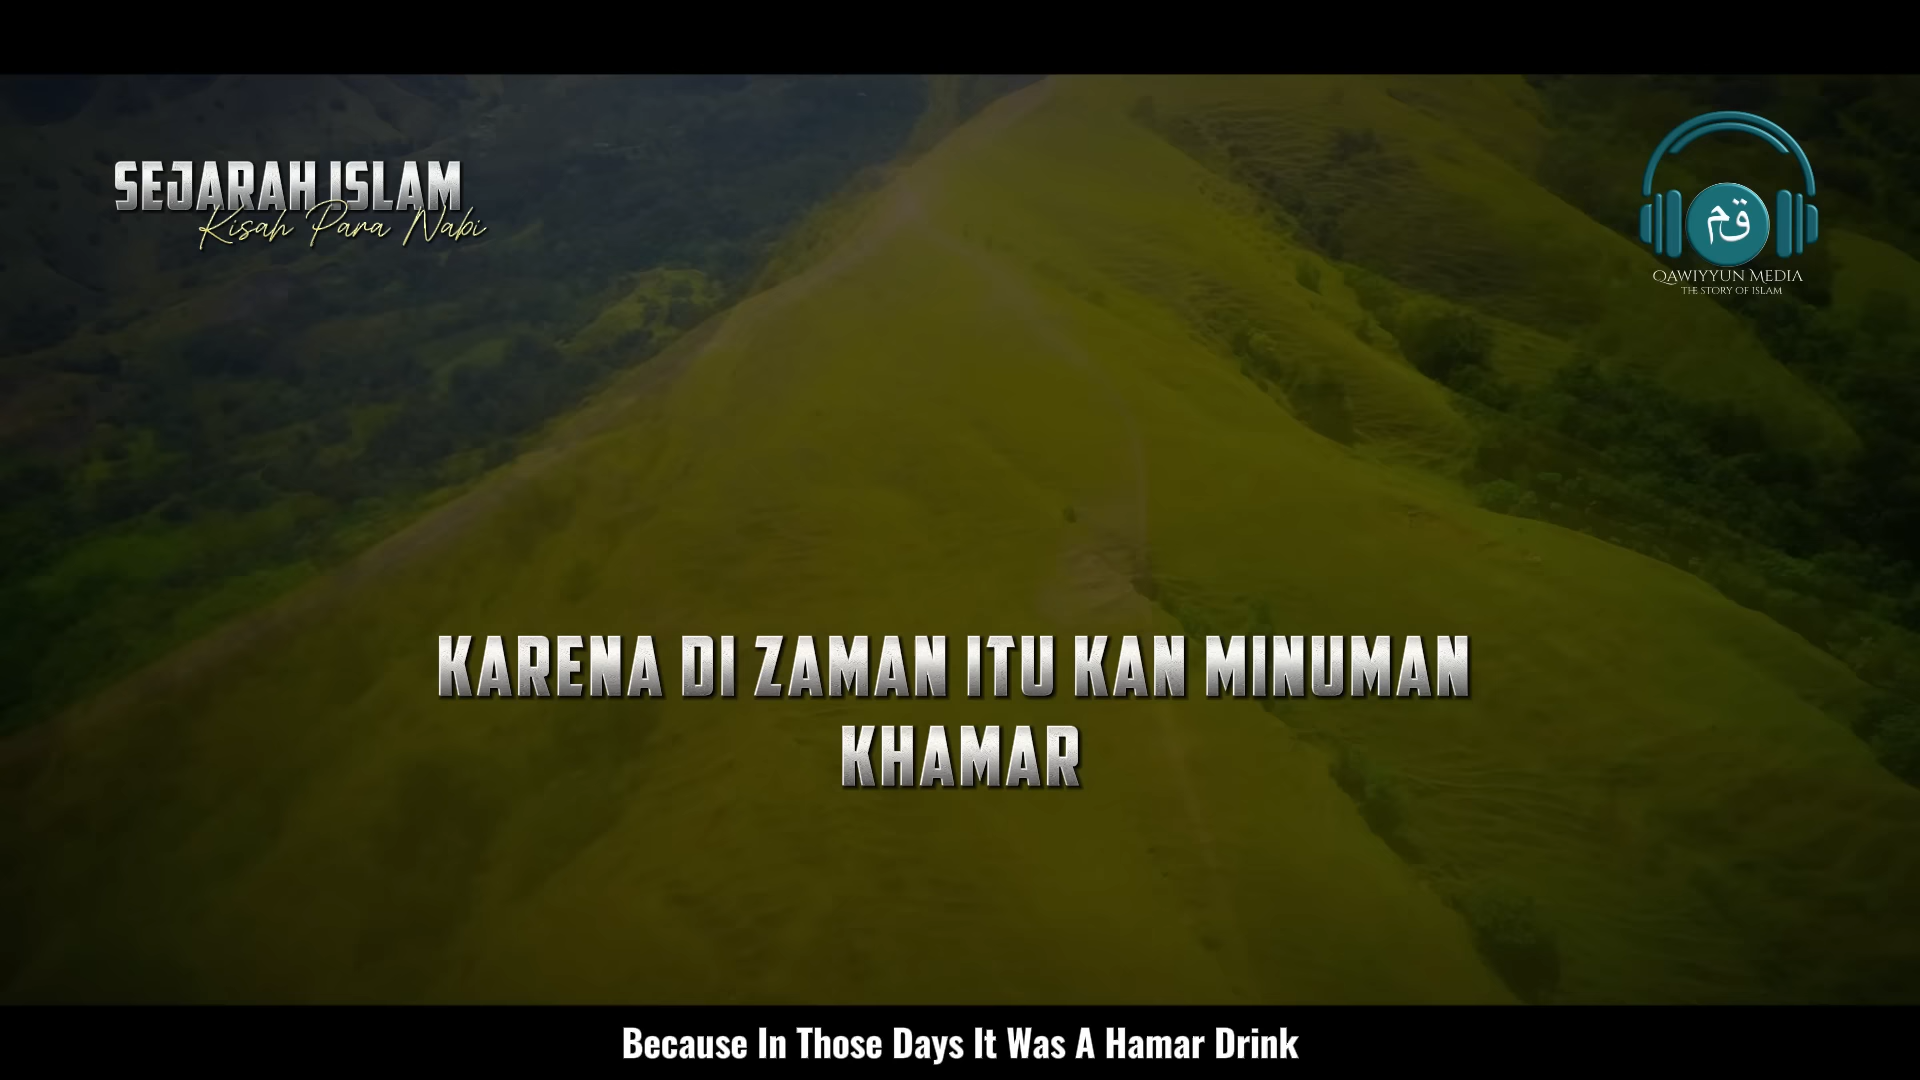 SEJARAH ISLAM
Kisah Para Nabi
قم
QAWIYYUN MEDIA
THE STORY OF ISLAM
KARENA DI ZAMAN ITU KAN MINUMAN
KHAMAR
Because In Those Days It Was A Hamar Drink